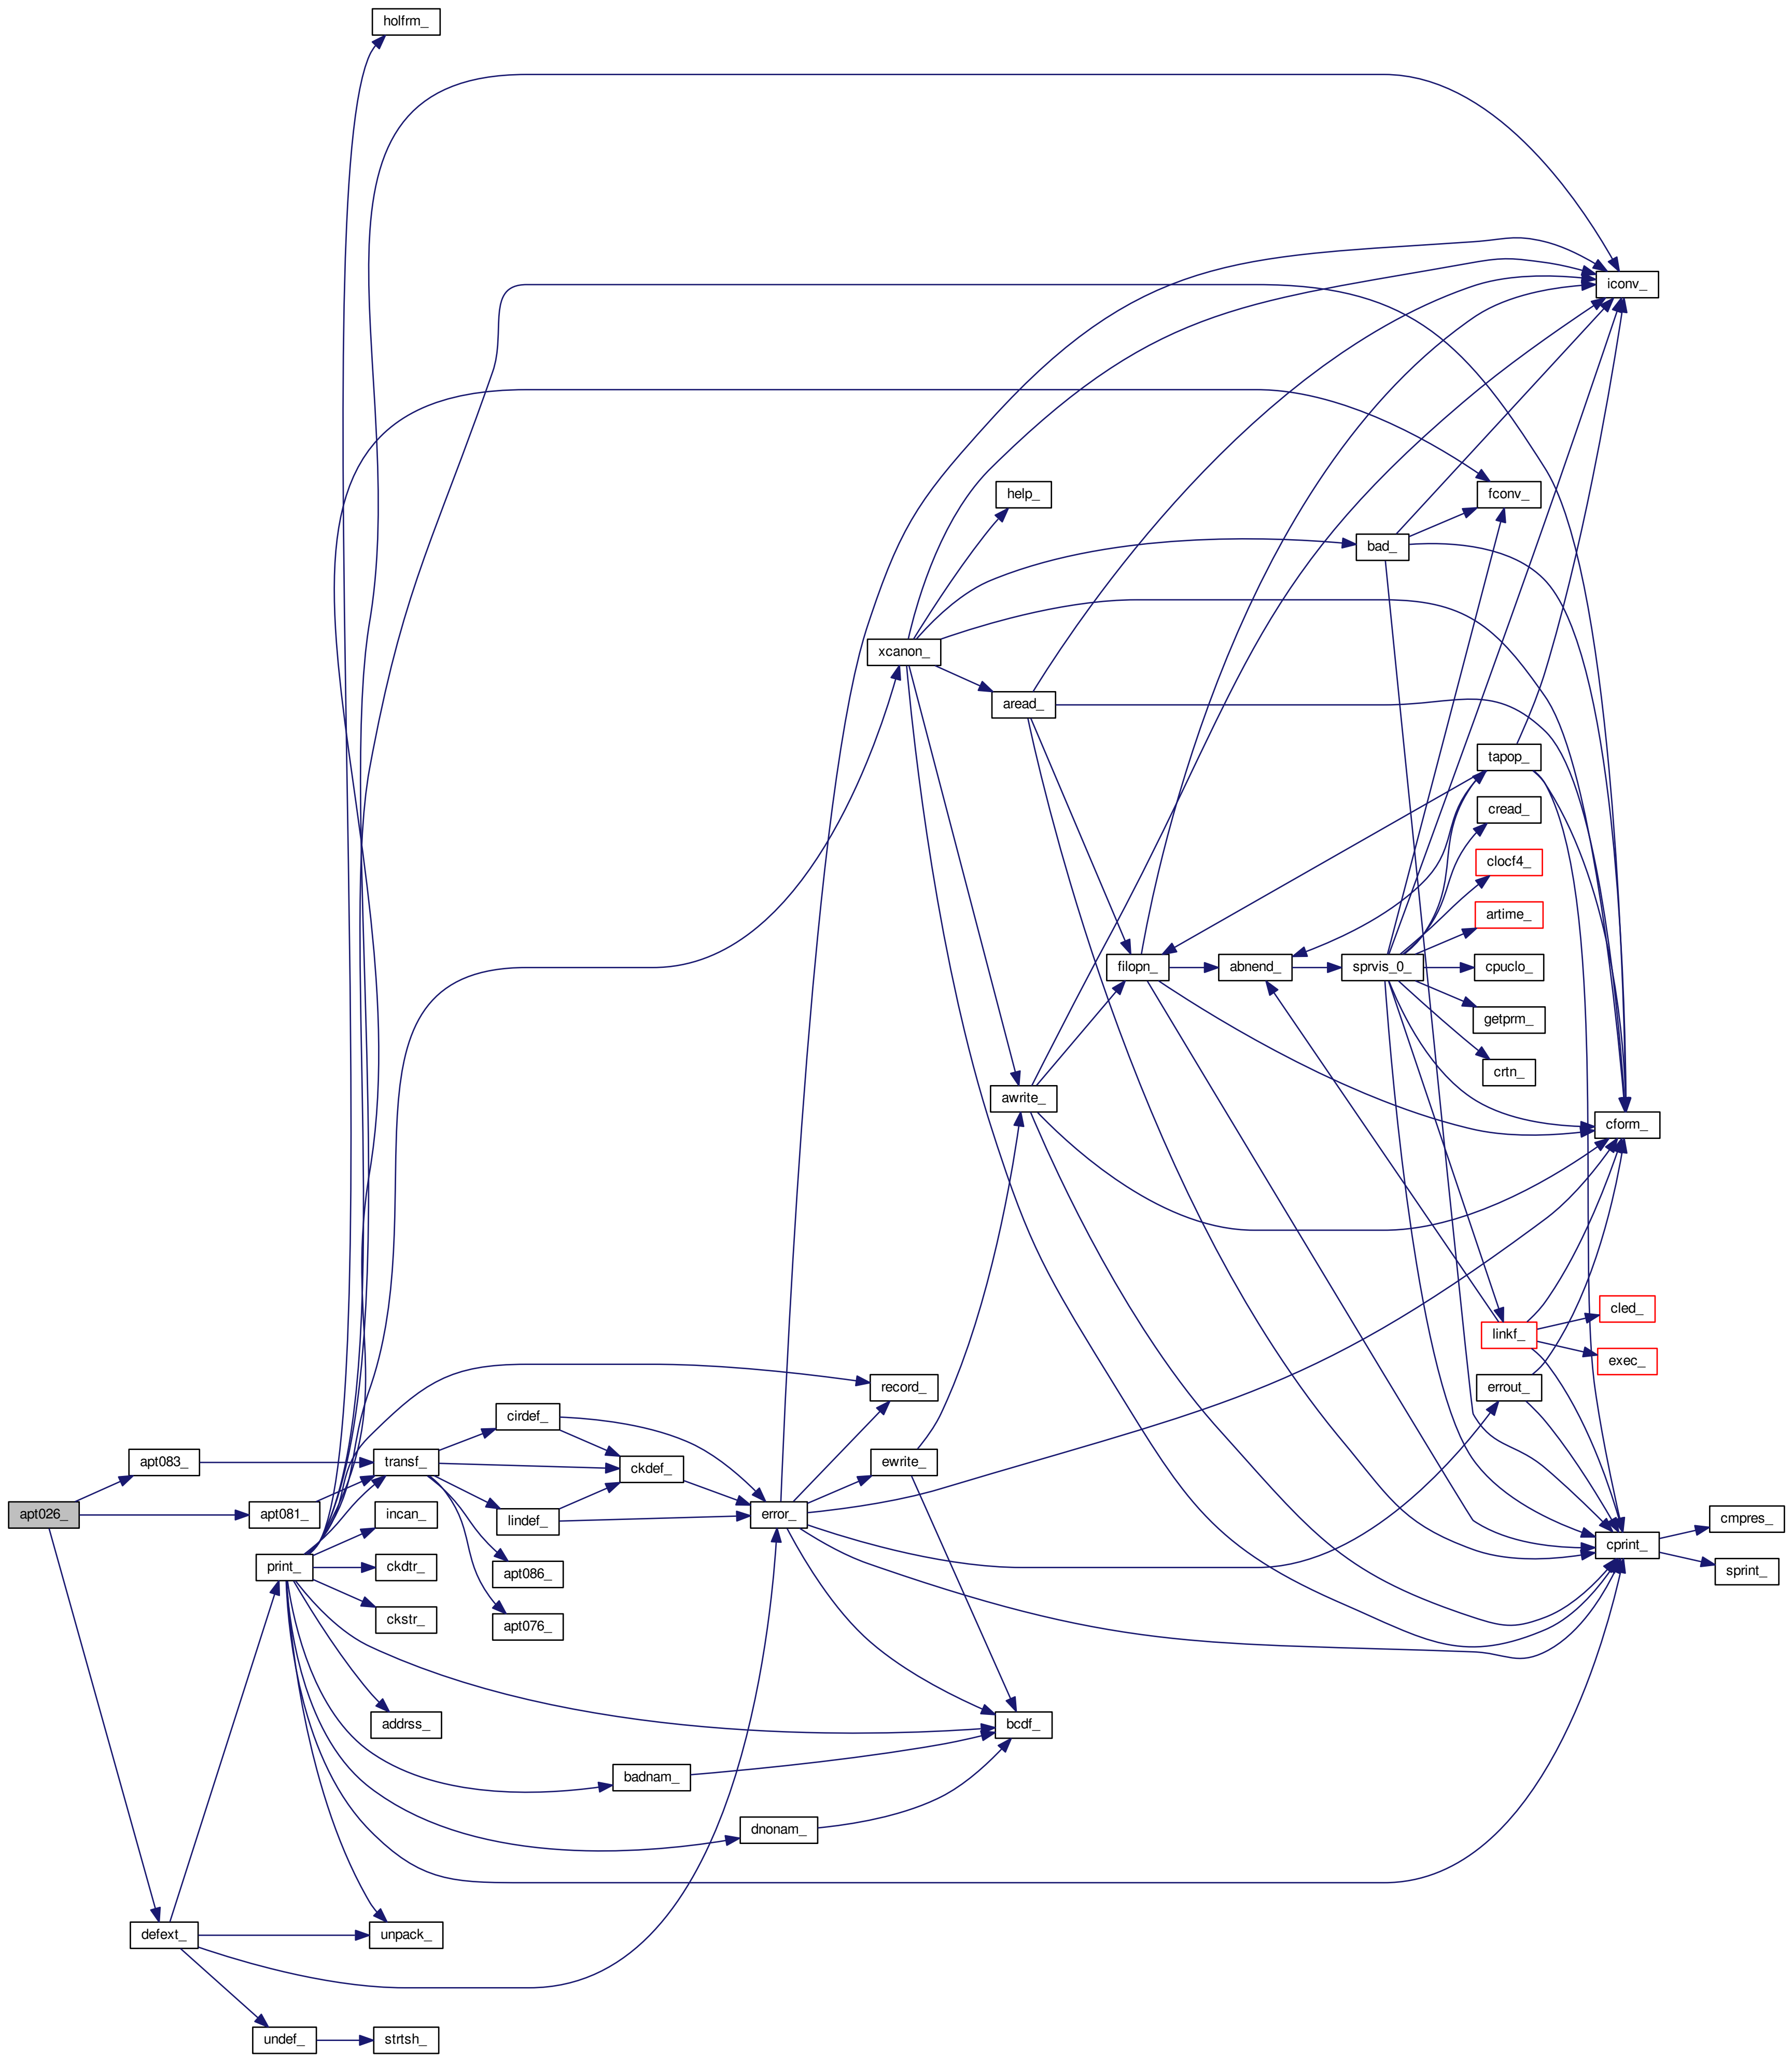 holfrm_
iconv_
help_
fconv_
bad_
xcanon_
aread_
tapop_
cread_
clocf4_
artime_
filopn_
abnend_
sprvis_0_
cpuclo_
getprm_
crtn_
awrite_
cform_
cled_
linkf_
exec_
record_
errout_
cirdef_
apt083_
transf_
ewrite_
ckdef_
apt026_
apt081_
incan_
lindef_
error_
cmpres_
cprint_
print_
ckdtr_
apt086_
sprint_
ckstr_
apt076_
addrss_
bcdf_
badnam_
dnonam_
defext_
unpack_
undef_
strtsh_